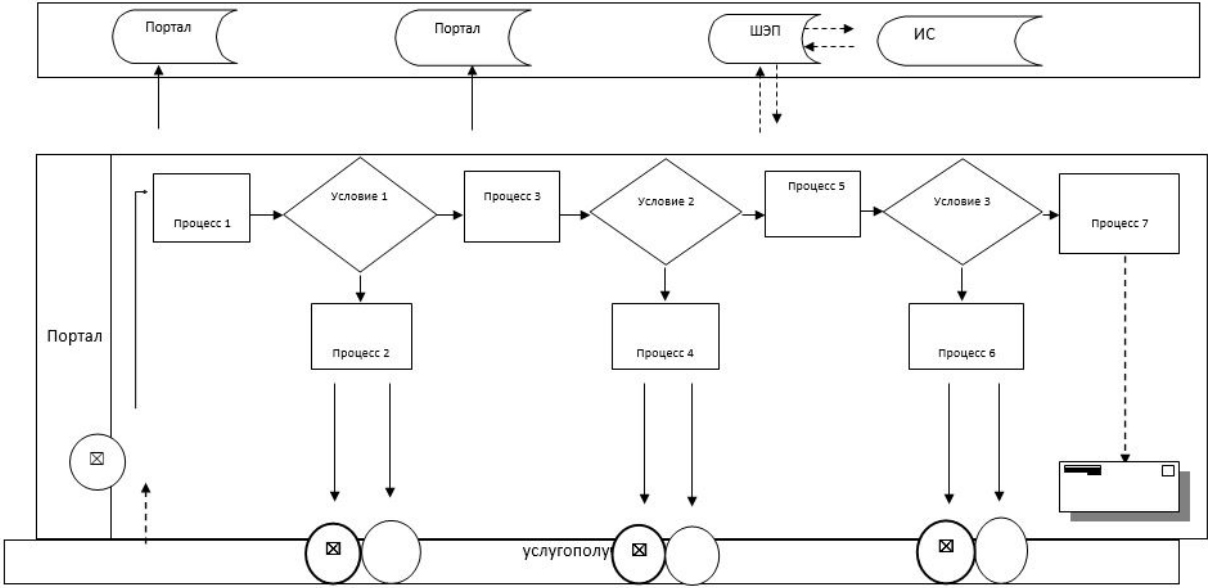 Портал
Портал
ШЭП
ИС
Условие 1
Процесс 3
Условие 2
Процесс 5
Условие 3
Процесс 1
Процесс 7
Портал
Процесс 2
Процесс 4
Процесс 6